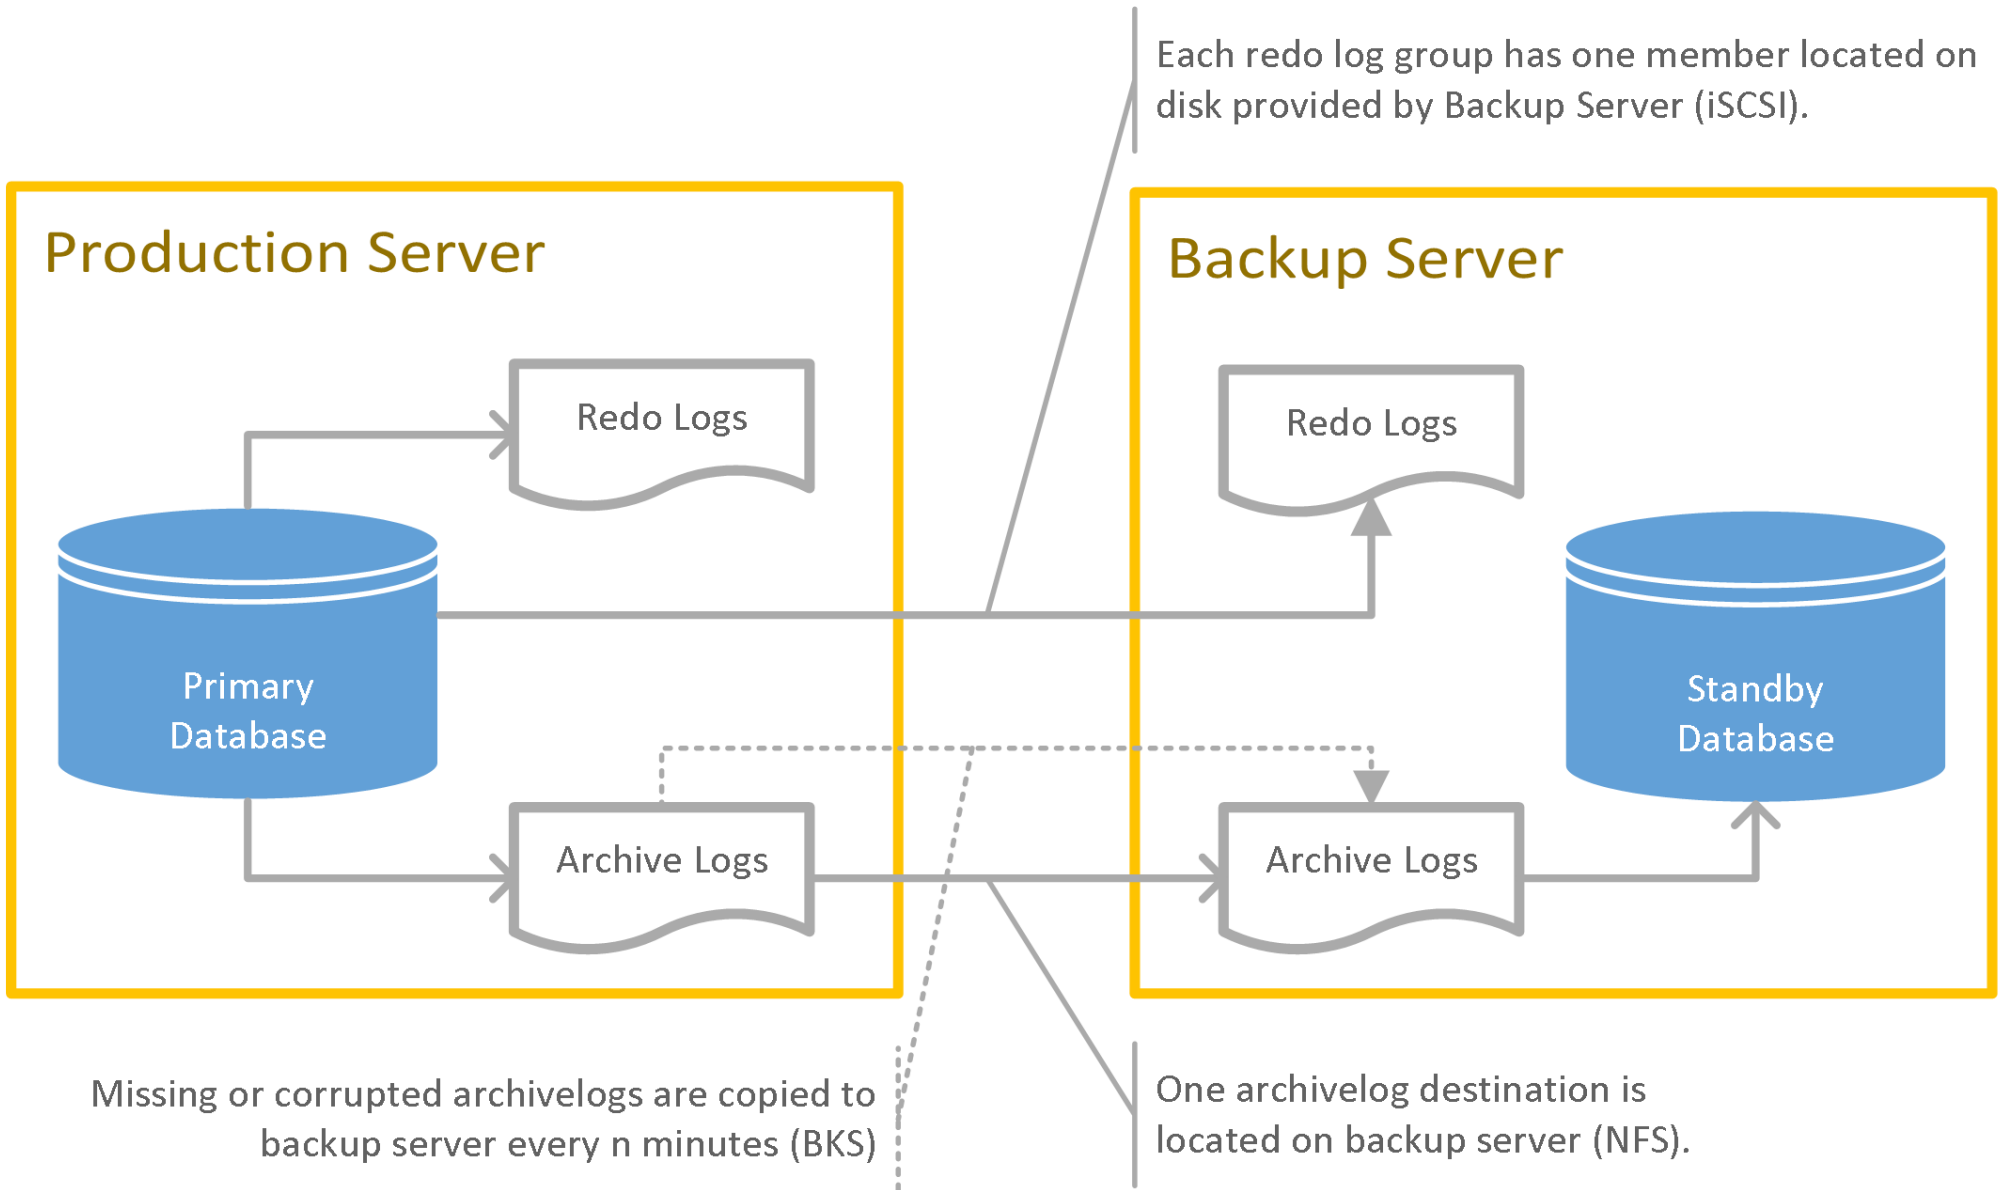 Each redo log group has one member located on
disk provided by Backup Server (iSCSI).
Production Server
Backup Server
Redo Logs
Redo Logs
Primary
Database
Standby
Database
Archive Logs
Archive Logs
Missing or corrupted archivelogs are copied to
backup server every n minutes (BKS)
One archivelog destination is
located on backup server (NFS).